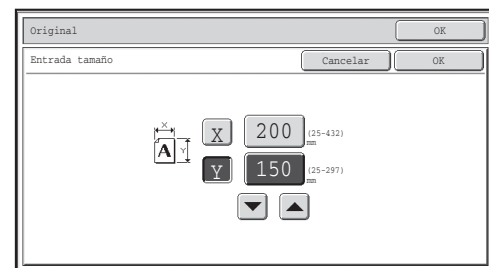 Original OK
Entrada tamaño Cancelar OK
X
A Y
X 200 (25-432)
mm
Y 150 (25-297)
mm